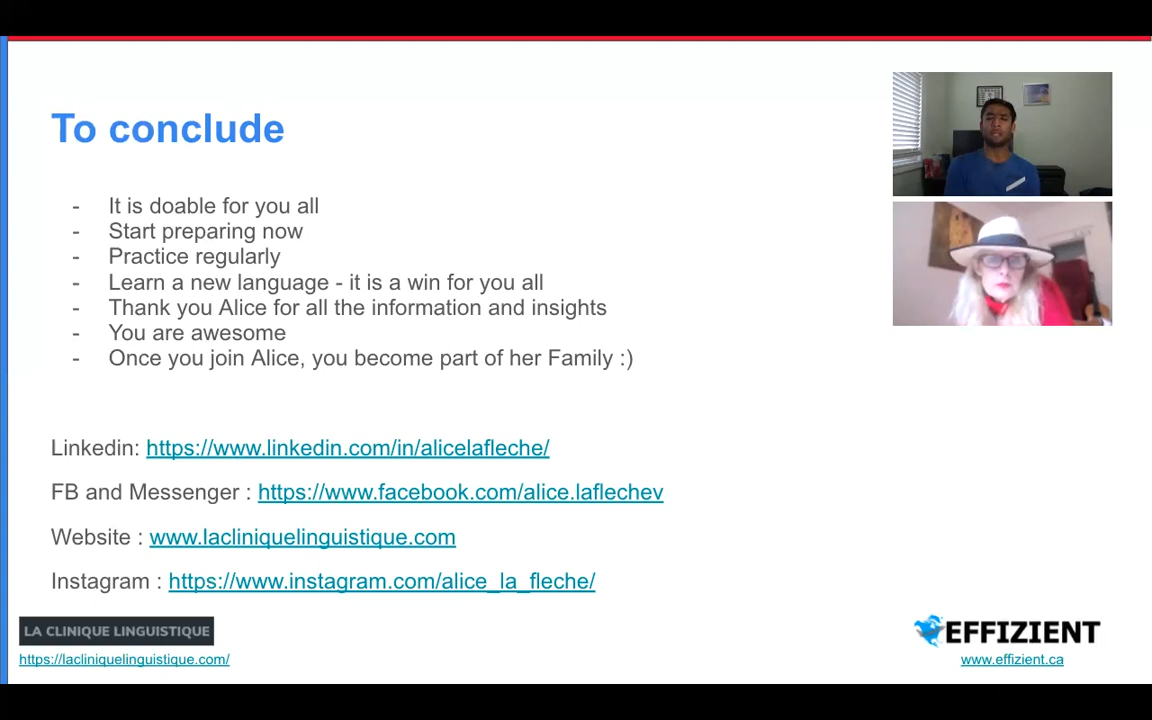 To conclude
- It is doable for you all
- Start preparing now
- Practice regularly
- Learn a new language - it is a win for you all
- Thank you Alice for all the information and insights
- You are awesome
- Once you join Alice, you become part of her Family :)
Linkedin: https://www.linkedin.com/in/alicelafleche/
FB and Messenger : https://www.facebook.com/alice.laflechev
Website : www.lacliniquelinguistique.com
Instagram : https://www.instagram.com/alice_la_fleche/
LA CLINIQUE LINGUISTIQUE
https://lacliniquelinguistique.com/
EFFIZIENT
www.effizient.ca